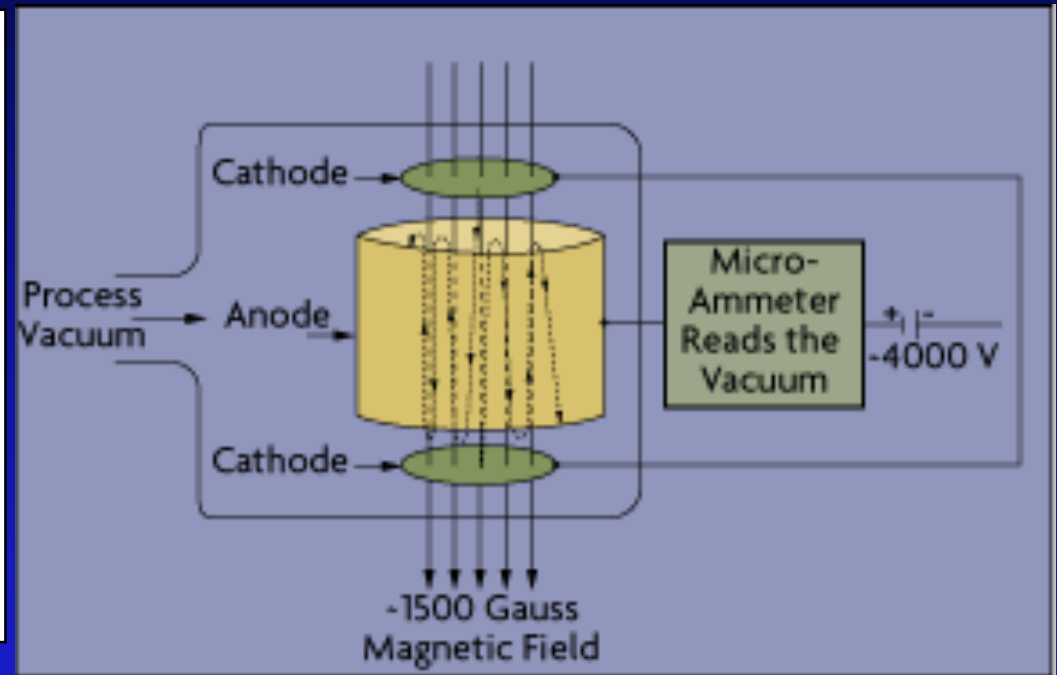 Cathode
Process
Vacuum
Anode
Micro-
Ammeter
Reads the
Vacuum
+ -
-4000 V
Cathode
-1500 Gauss
Magnetic Field